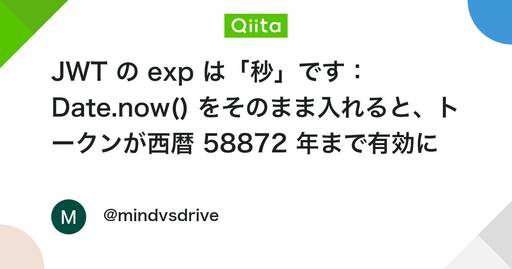 Qiita
JWT の exp は「秒」です：
Date.now() をそのまま入れると、ト
ークンが西暦 58872 年まで有効に
M
@mindvsdrive